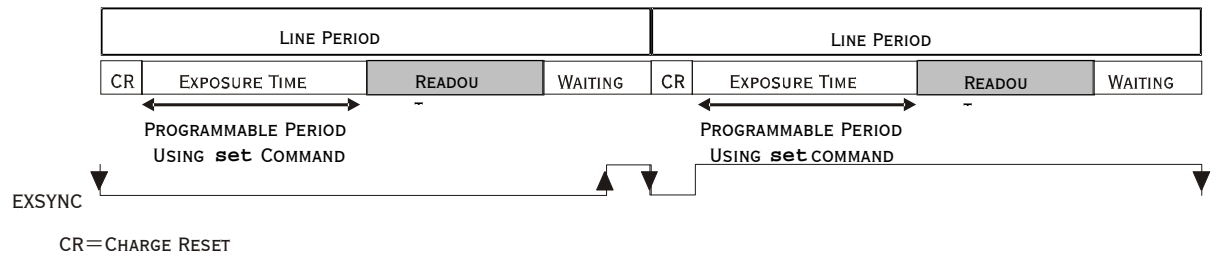 LINE PERIOD LINE PERIOD
CR EXPOSURE TIME READOU WAITING CR EXPOSURE TIME READOU WAITING
T T
PROGRAMMABLE PERIOD PROGRAMMABLE PERIOD
USING set COMMAND USING set COMMAND
EXSYNC
CR=CHARGE RESET